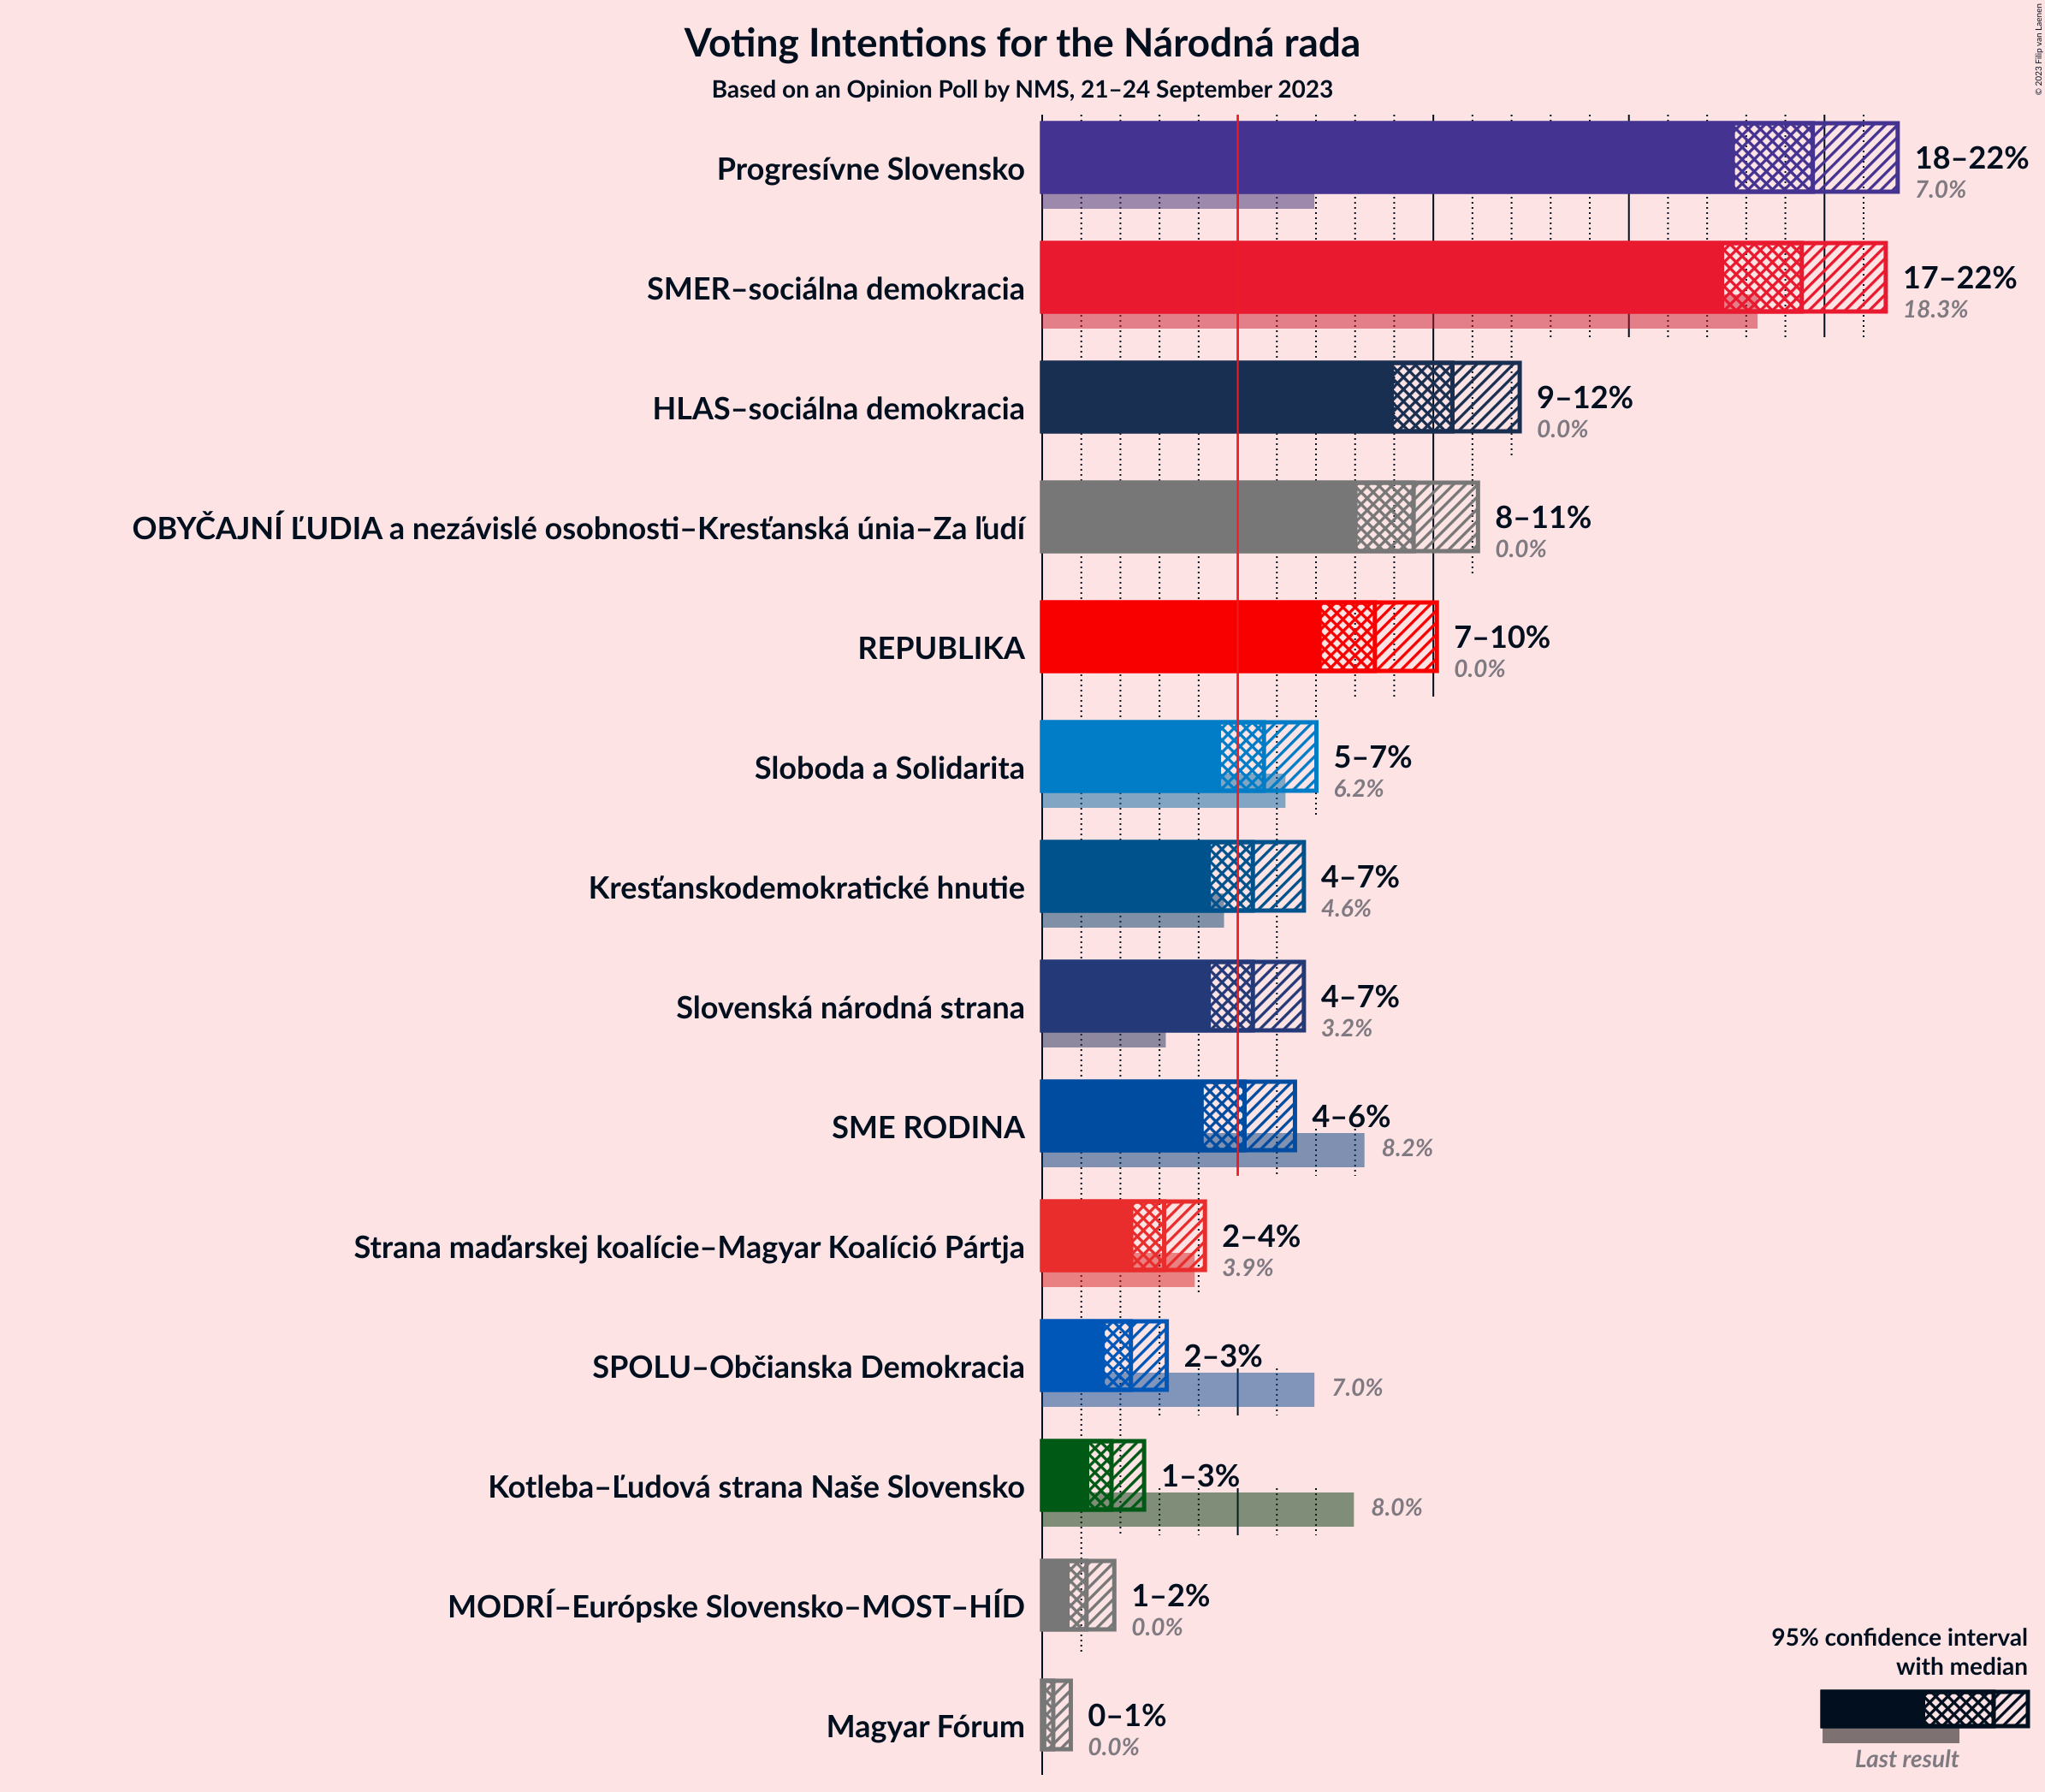 Voting Intentions for the Národná rada
Based on an Opinion Poll by NMS, 21–24 September 2023
© 2023 Filip van Laenen
Progresívne Slovensko
18–22%
7.0%
SMER–sociálna demokracia
17–22%
18.3%
HLAS–sociálna demokracia
9–12%
0.0%
OBYČAJNÍ ĽUDIA a nezávislé osobnosti–Kresťanská únia–Za ľudí
8–11%
0.0%
REPUBLIKA
7–10%
0.0%
Sloboda a Solidarita
5–7%
6.2%
Kresťanskodemokratické hnutie
4–7%
4.6%
Slovenská národná strana
4–7%
3.2%
SME RODINA
4–6%
8.2%
Strana maďarskej koalície–Magyar Koalíció Pártja
2–4%
3.9%
SPOLU–Občianska Demokracia
2–3%
7.0%
Kotleba–Ľudová strana Naše Slovensko
1–3%
8.0%
MODRÍ–Európske Slovensko–MOST–HÍD
1–2%
0.0%
Magyar Fórum
0–1%
0.0%
95% confidence interval
with median
Last result